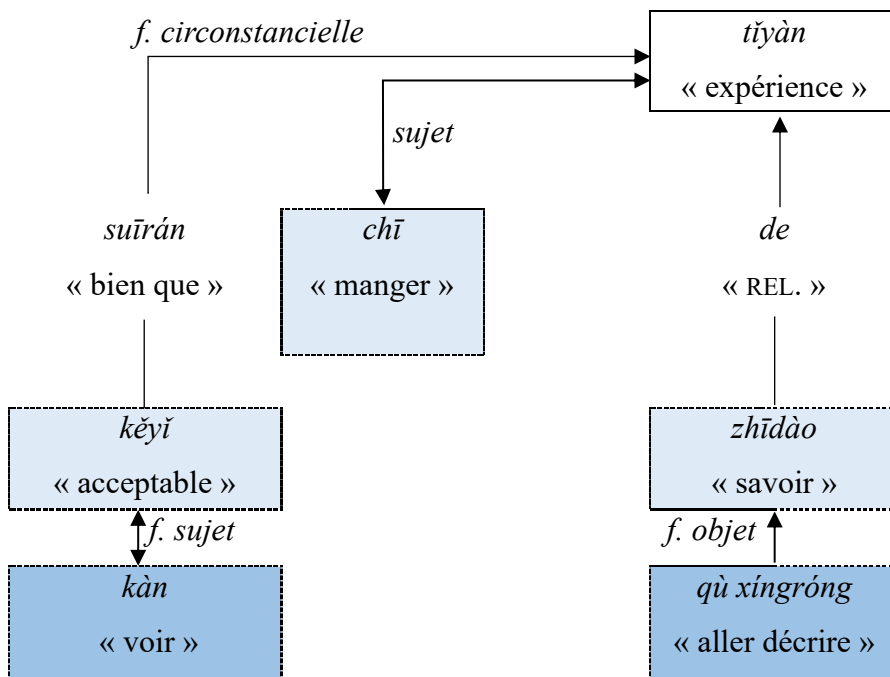 f. circonstancielle
tǐyàn
« expérience »
sujet
suīrán
« bien que »
chī
« manger »
de
« REL. »
kěyǐ
« acceptable »
zhīdào
« savoir »
f. sujet
f. objet
kàn
« voir »
qù xíngróng
« aller décrire »